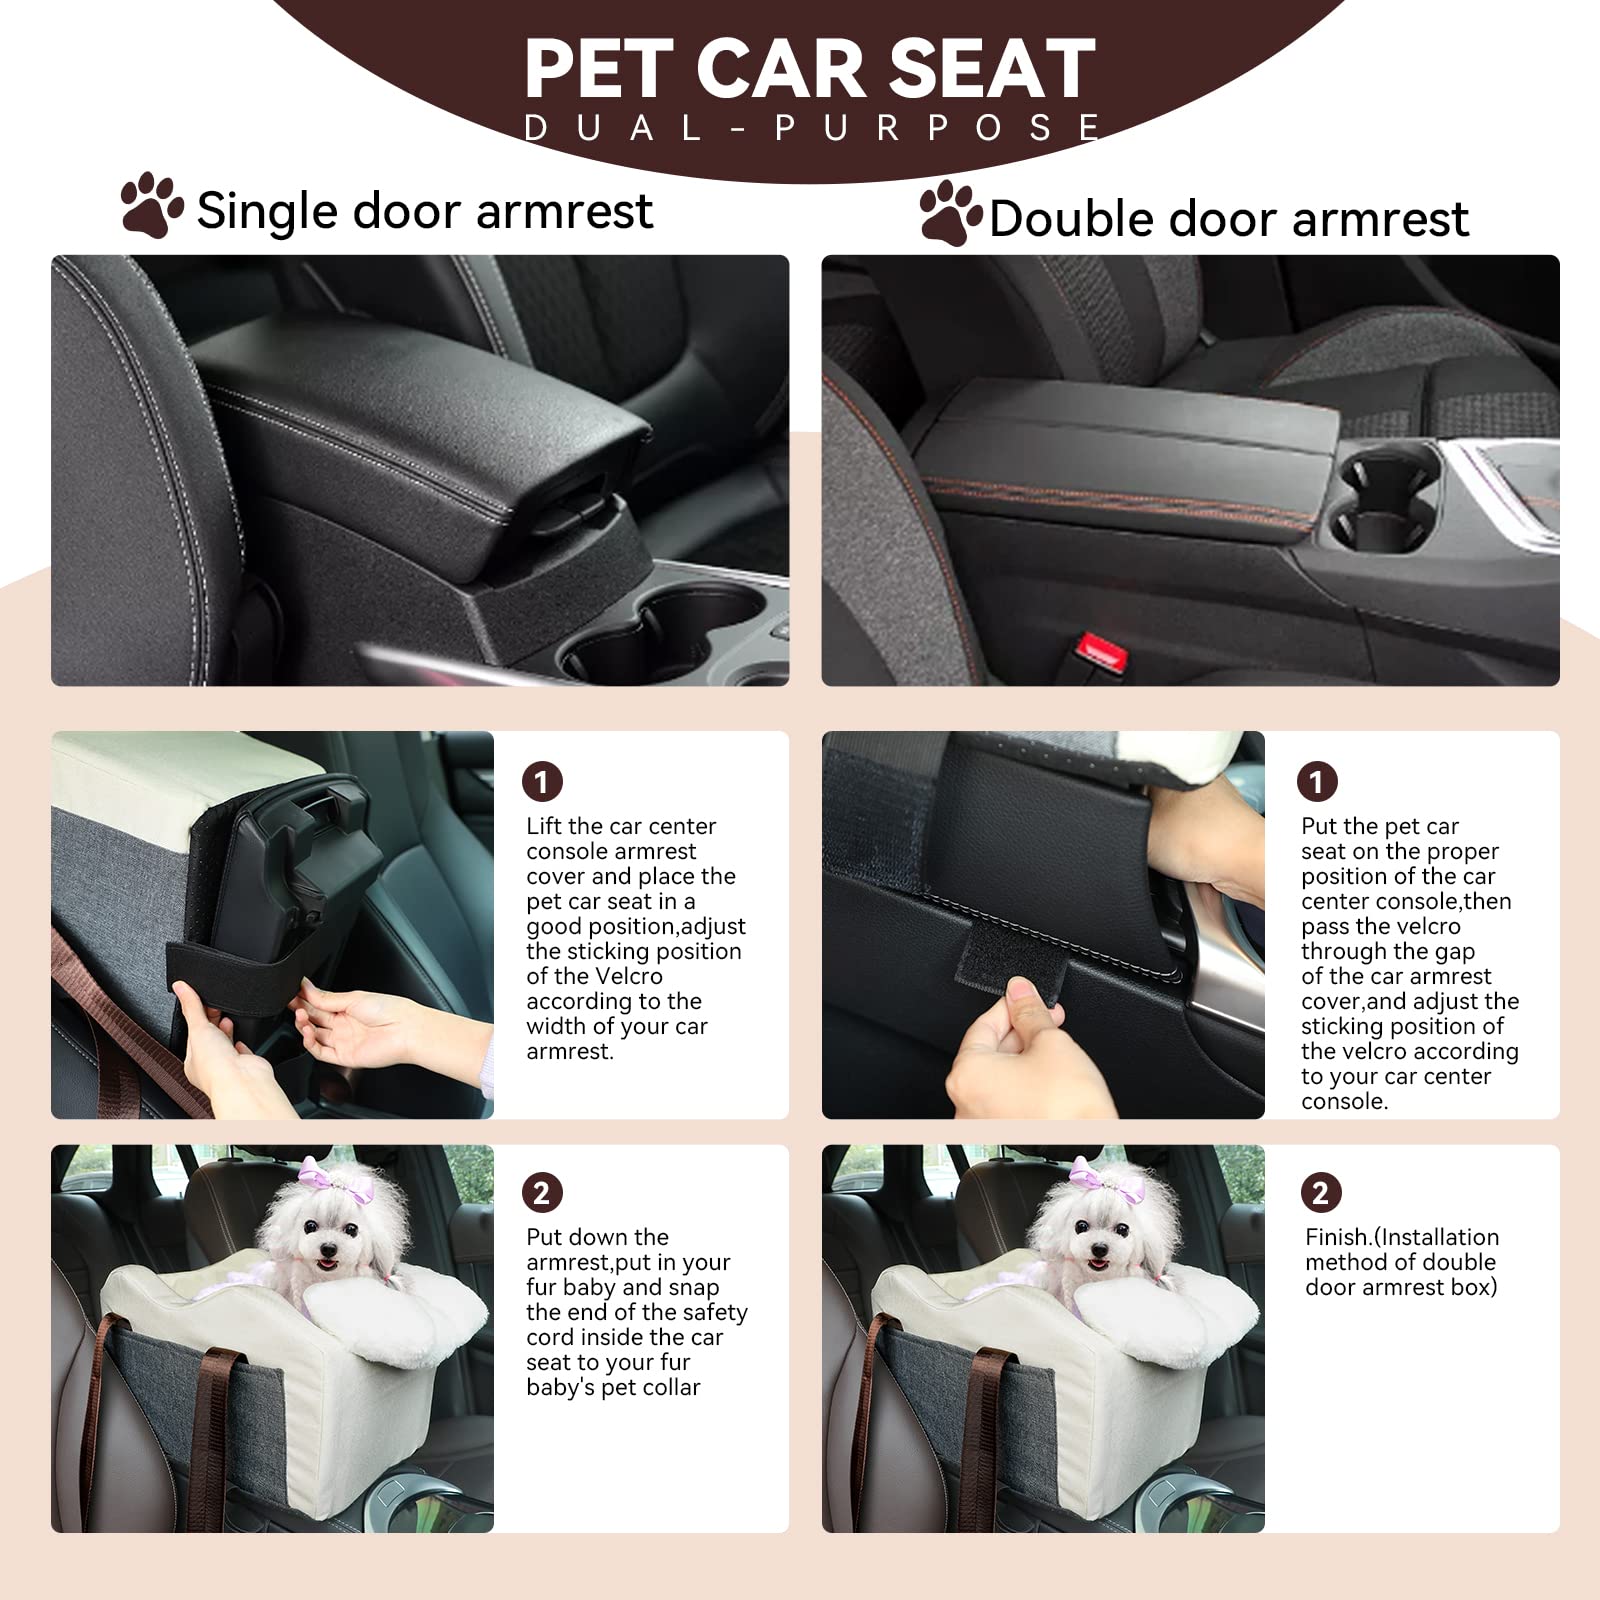 PET CAR SEAT
DUAL-PURPOSE
Single door armrest
Double door armrest
1
Lift the car center
console armrest
cover and place the
pet car seat in a
good position,adjust
the sticking position
of the Velcro
according to the
width of your car
armrest.
1
Put the pet car
seat on the proper
position of the car
center console,then
pass the velcro
through the gap
of the car armrest
cover,and adjust the
sticking position of
the velcro according
to your car center
console.
2
Put down the
armrest,put in your
fur baby and snap
the end of the safety
cord inside the car
seat to your fur
baby's pet collar
2
Finish.(Installation
method of double
door armrest box)